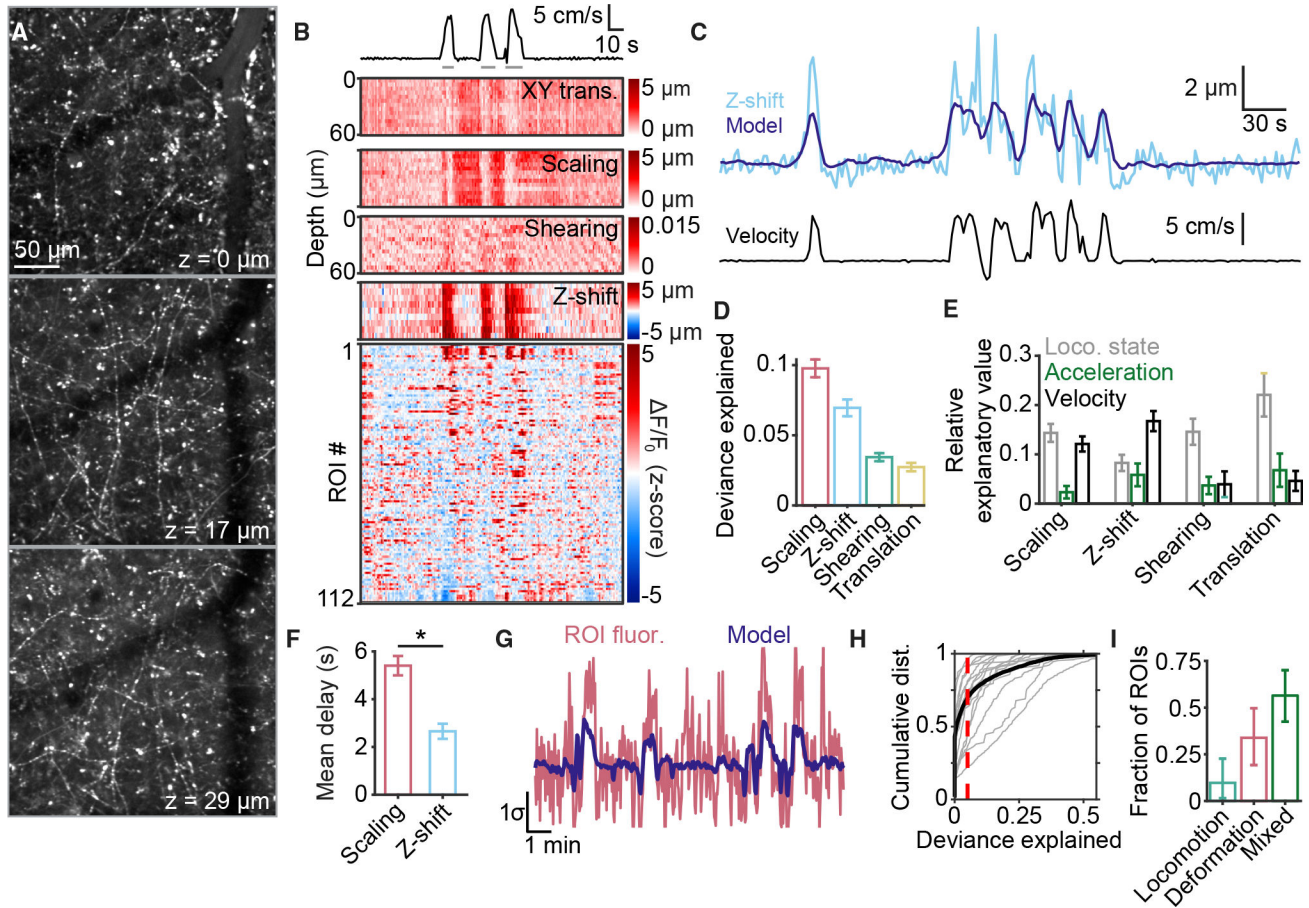 A
z = 0 µm
50 µm
z = 17 µm
z = 29 µm
B
5 cm/s
10 s
Depth (µm)
0
60
XY trans.
5 µm
0 µm
Scaling
5 µm
0 µm
0
60
Shearing
0.015
0
Z-shift
5 µm
-5 µm
ROI #
1
112
5
-5
ΔF/F0 (z-score)
C
Z-shift
Model
2 µm
30 s
Velocity
5 cm/s
D
Deviance explained
0.1
0.05
0
Scaling
Z-shift
Shearing
Translation
E
Loco. state
Acceleration
Velocity
Relative
explanatory value
0.3
0.2
0.1
0
Scaling
Z-shift
Shearing
Translation
F
Mean delay (s)
6
4
2
0
*
Scaling
Z-shift
G
ROI fluor.
Model
1σ
1 min
H
Cumulative dist.
1
0.5
0
0
0.25
0.5
Deviance explained
I
Fraction of ROIs
0.75
0.5
0.25
0
Locomotion
Deformation
Mixed